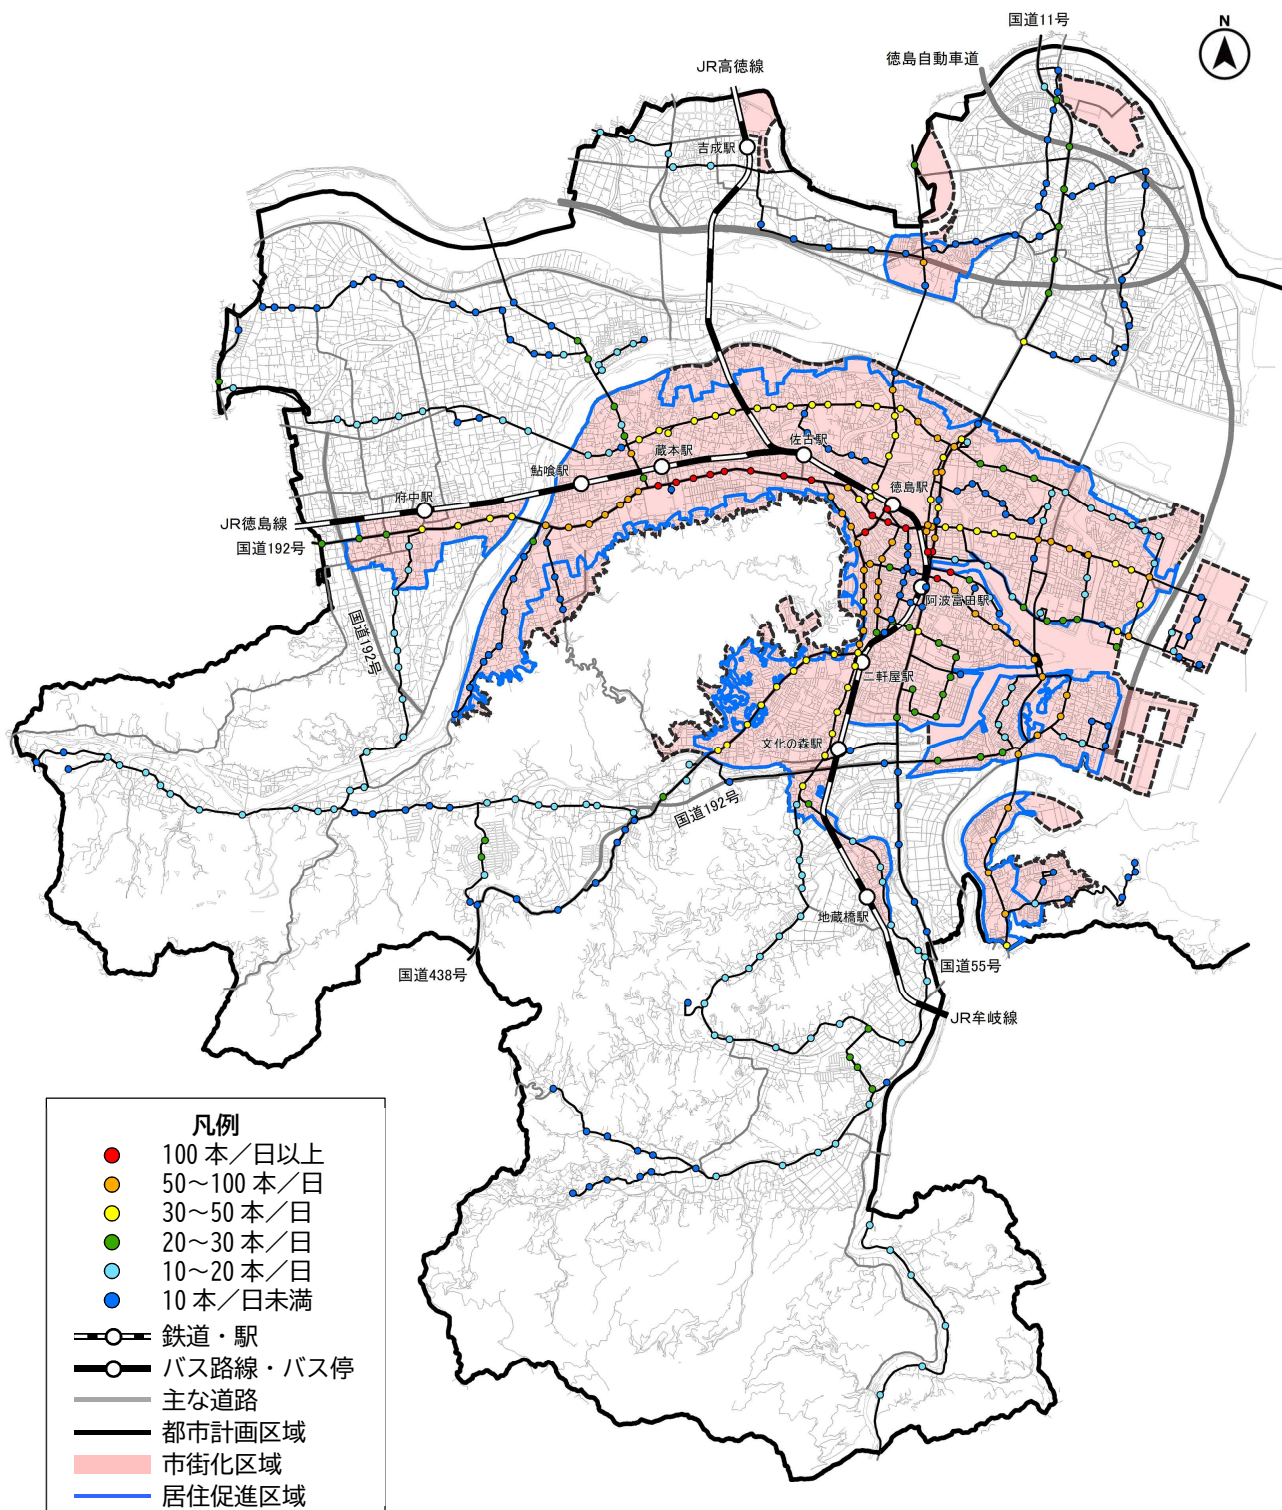 国道11号
N
徳島自動車道
JR高徳線
吉成駅
佐古駅
蔵本駅
鮎喰駅
徳島駅
府中駅
JR徳島線
国道192号
阿波富田駅
国道192号
二軒屋駅
文化の森駅
国道192号
地蔵橋駅
国道438号
国道55号
JR牟岐線
凡例
100 本／日以上
50～100 本／日
30～50 本／日
20～30 本／日
10～20 本／日
10 本／日未満
鉄道・駅
バス路線・バス停
主な道路
都市計画区域
市街化区域
居住促進区域